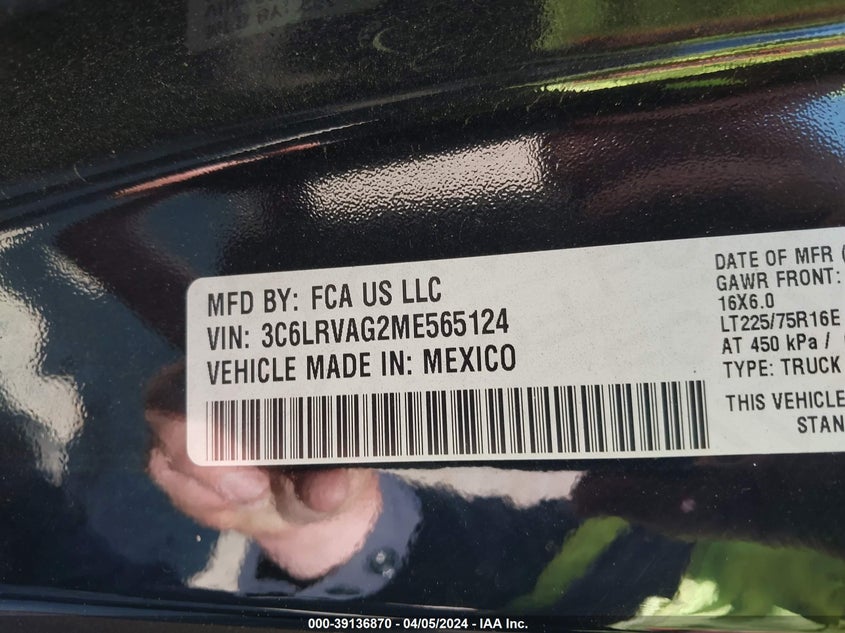 MFD BY: FCA US LLC
VIN: 3C6LRVAG2ME565124
VEHICLE MADE IN: MEXICO
DATE OF MFR (
GAWR FRONT:
16X6.0
LT225/75R16E
AT 450 kPa /
TYPE: TRUCK
THIS VEHICLE
STAN
000-39136870 - 04/05/2024 - IAA Inc.